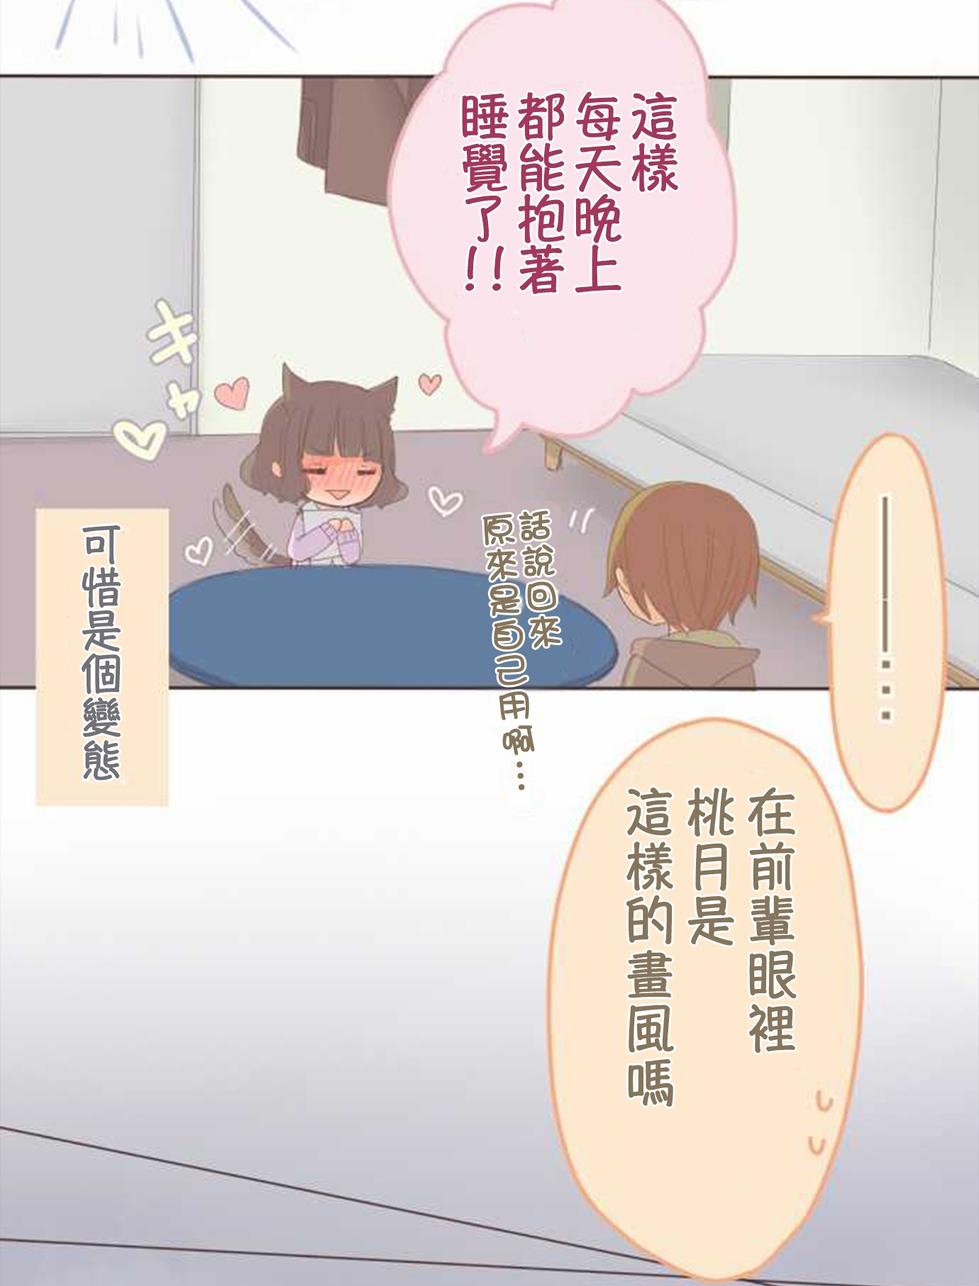 這樣
每天晚上
都能抱著
睡覺了!!
キャ
話說回來
原來是自己用啊…
可惜是個變態
————...
在前輩眼裡
桃月是
這樣的畫風嗎